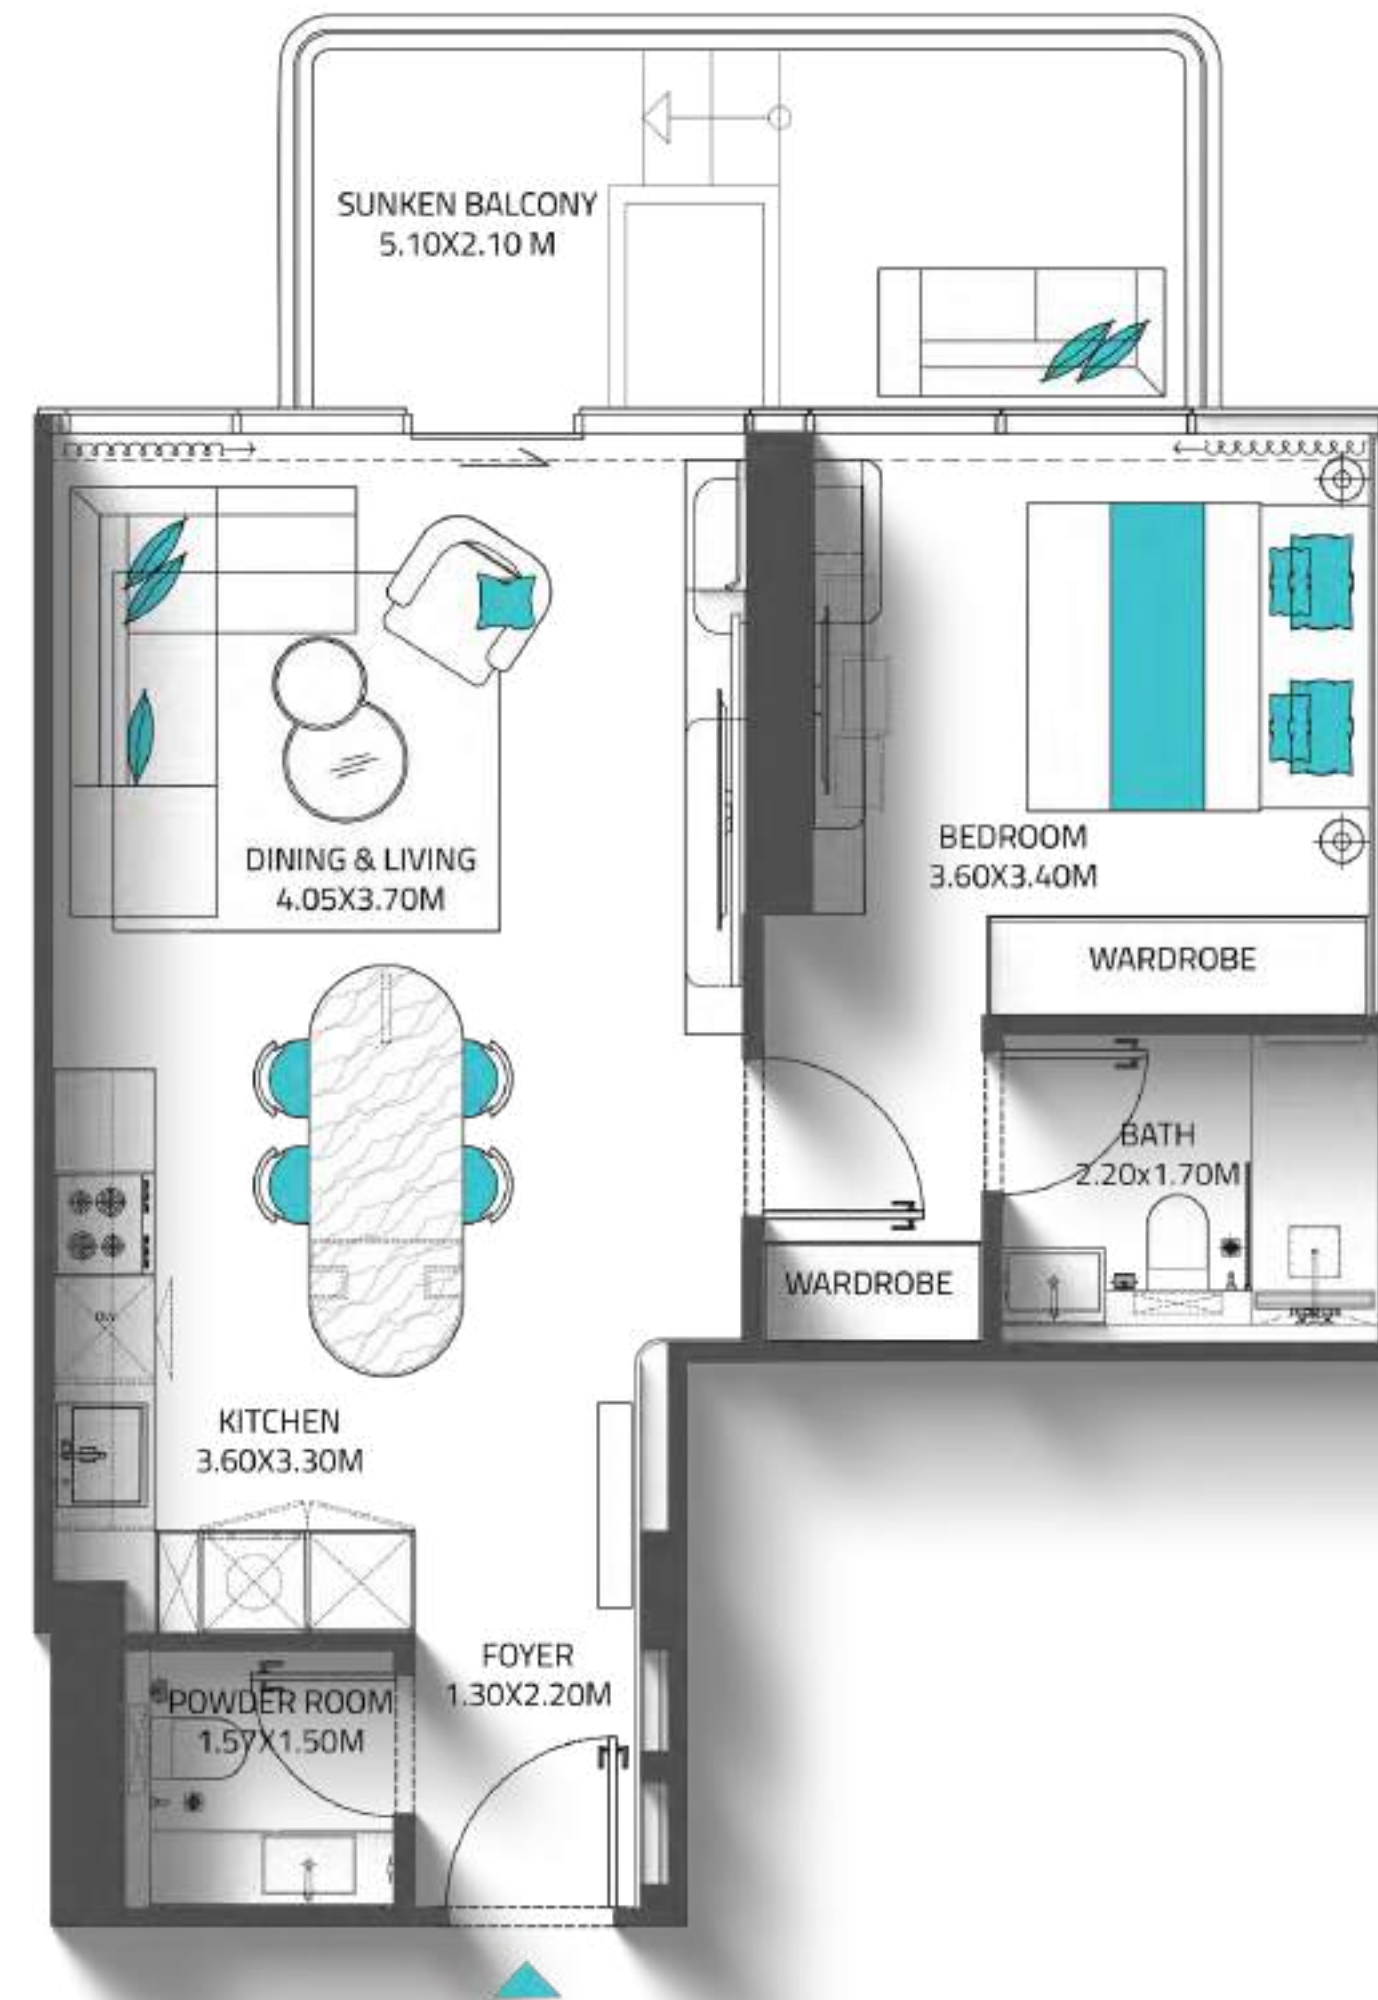 SUNKEN BALCONY
5.10X2.10 M
DINING & LIVING
4.05X3.70M
BEDROOM
3.60X3.40M
WARDROBE
BATH
2.20x1.70M
WARDROBE
KITCHEN
3.60X3.30M
FOYER
1.30X2.20M
POWDER ROOM
1.57X1.50M